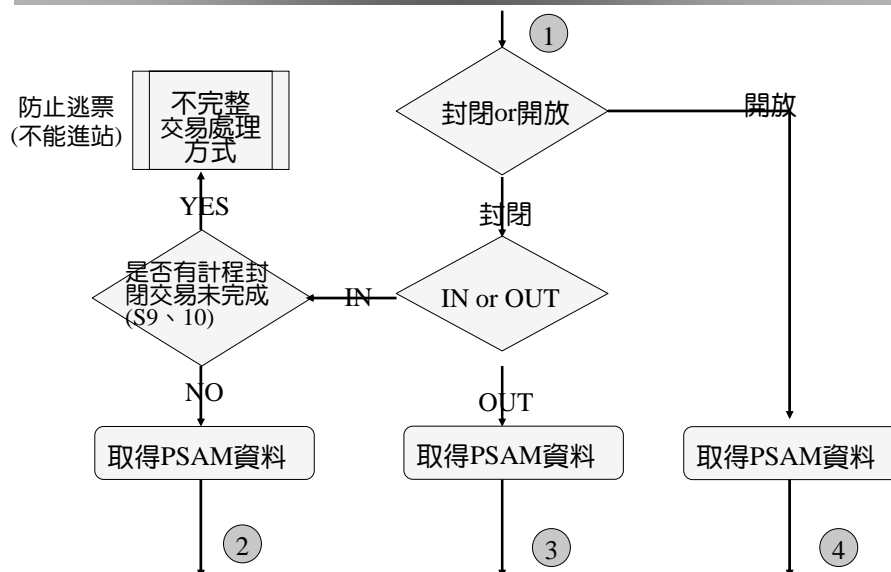 1
防止逃票
(不能進站)
不完整
交易處理
方式
封閉or開放
開放
YES
封閉
是否有計程封
閉交易未完成
(S9、10)
IN
IN or OUT
NO
OUT
取得PSAM資料
取得PSAM資料
取得PSAM資料
2
3
4